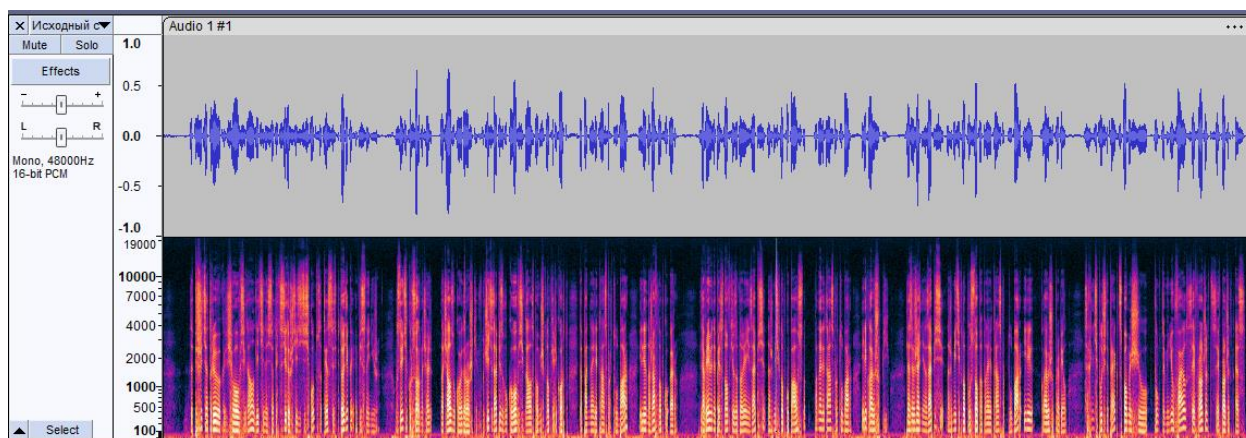 Исходный с
Audio 1 #1
...
Mute Solo
Effects
- +
L R
Mono, 48000Hz
16-bit PCM
Select
1.0
0.5
0.0
-0.5
-1.0
19000
10000
7000
4000
2000
1000
500
100